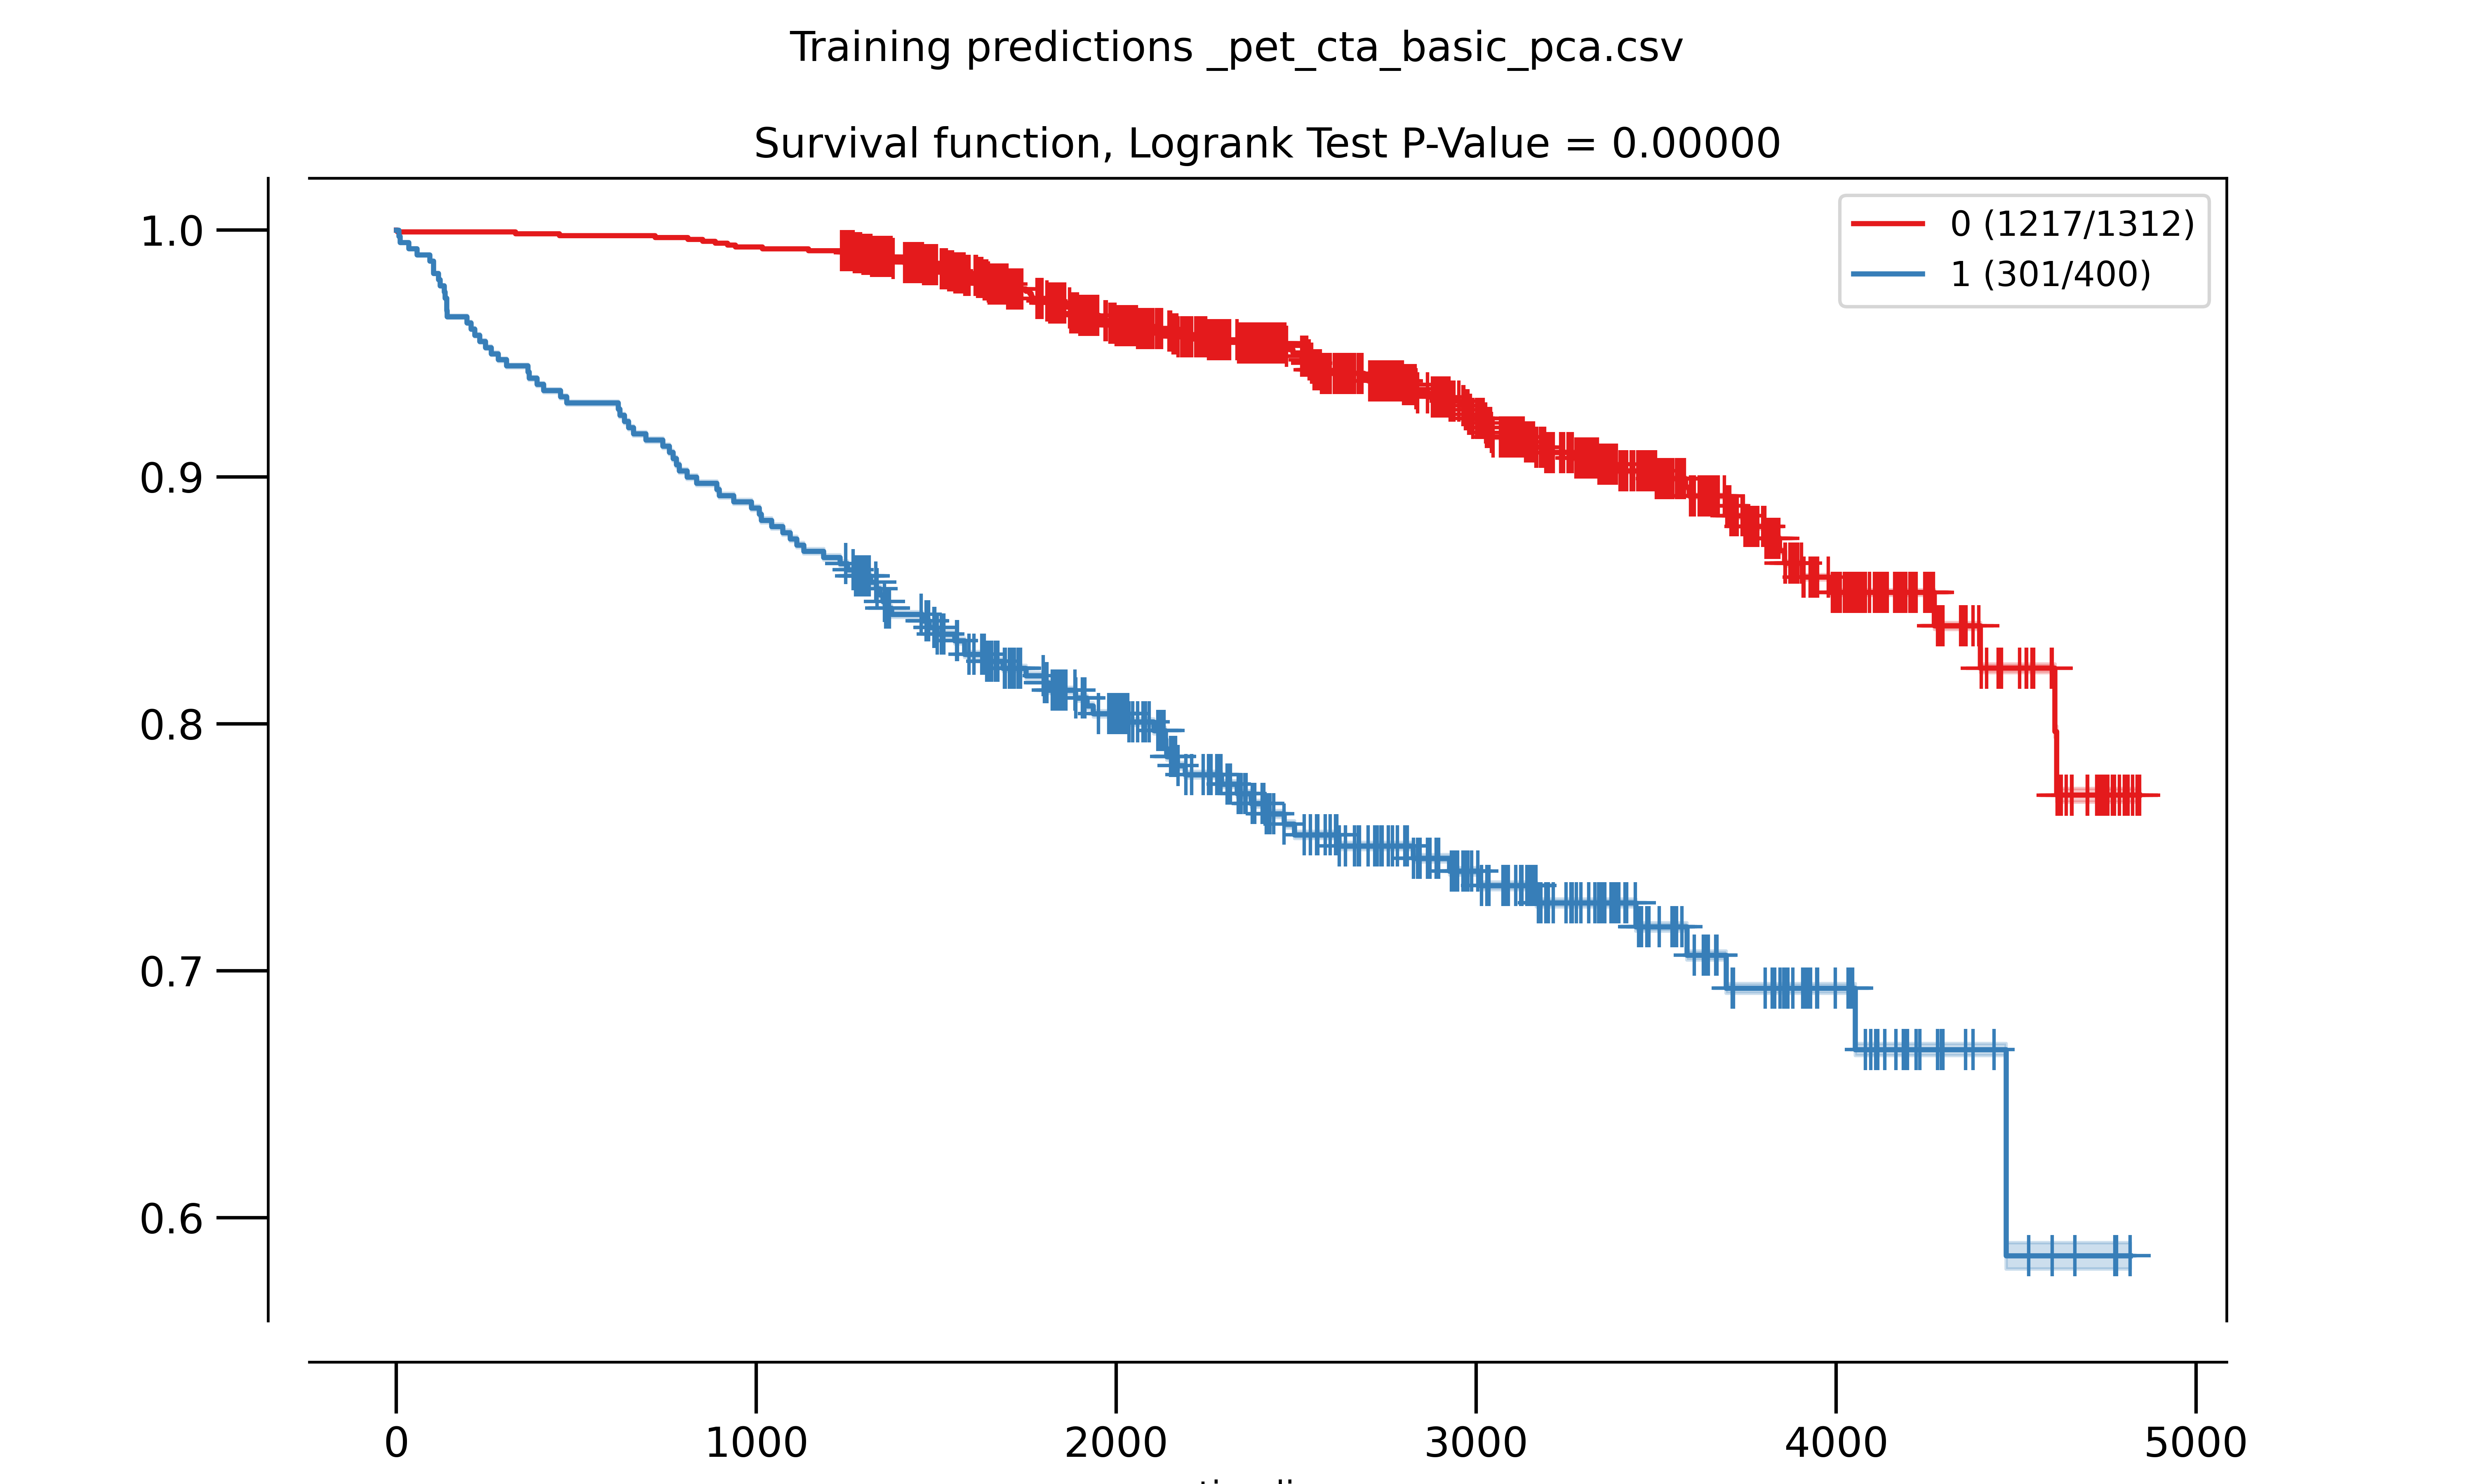 Training predictions _pet_cta_basic_pca.csv
Survival function, Logrank Test P-Value = 0.00000
0 (1217/1312)
1 (301/400)
1.0
0.9
0.8
0.7
0.6
0 1000 2000 3000 4000 5000